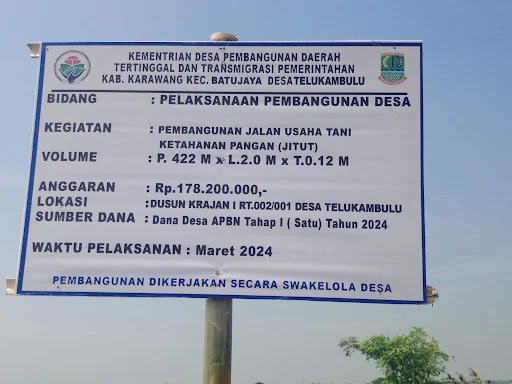 KEMENTRIAN DESA PEMBANGUNAN DAERAH
TERTINGGAL DAN TRANSMIGRASI PEMERINTAHAN
KAB. KARAWANG KEC. BATUJAYA DESATELUKAMBULU
BIDANG : PELAKSANAAN PEMBANGUNAN DESA
KEGIATAN : PEMBANGUNAN JALAN USAHA TANI
KETAHANAN PANGAN (JITUT)
VOLUME : P. 422 M x L.2.0 M x T.0.12 M
ANGGARAN : Rp.178.200.000,-
LOKASI : DUSUN KRAJAN I RT.002/001 DESA TELUKAMBULU
SUMBER DANA : Dana Desa APBN Tahap I ( Satu) Tahun 2024
WAKTU PELAKSANAN : Maret 2024
PEMBANGUNAN DIKERJAKAN SECARA SWAKELOLA DESA